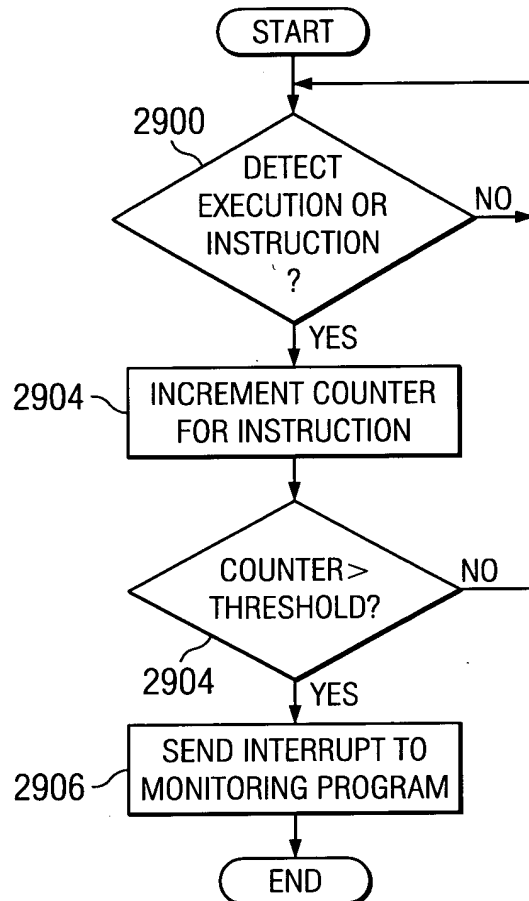 START
2900
DETECT
EXECUTION OR
INSTRUCTION
?
NO
YES
2904
INCREMENT COUNTER
FOR INSTRUCTION
COUNTER>
THRESHOLD?
NO
2904
YES
2906
SEND INTERRUPT TO
MONITORING PROGRAM
END